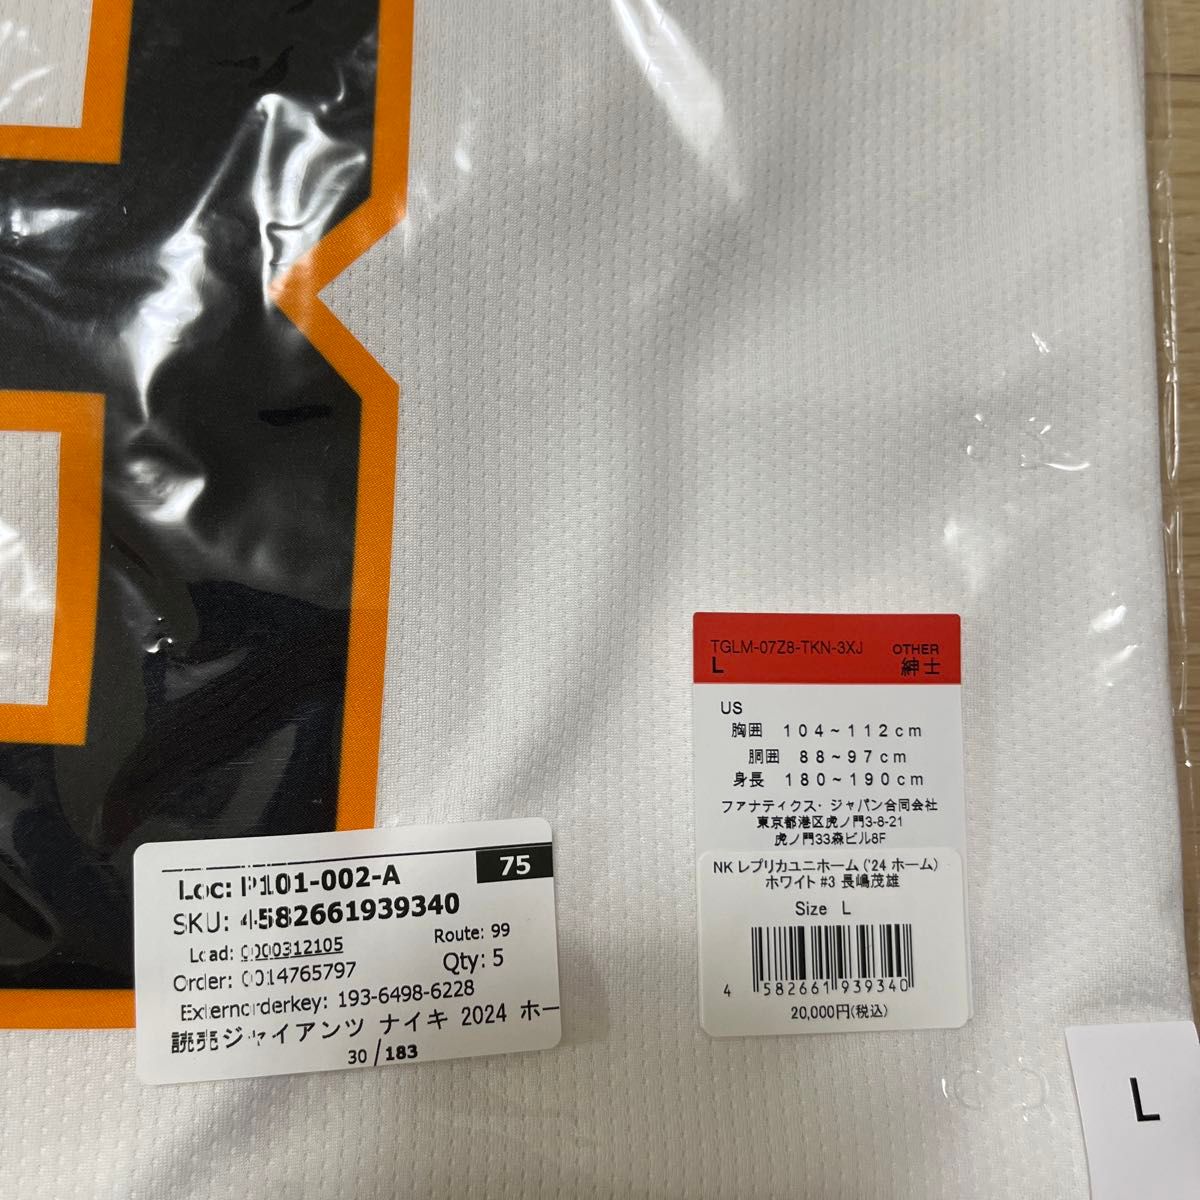 TGLM-07Z8-TKN-3XJ OTHER
L 紳士
US
胸囲 104~112cm
胴囲 88~97cm
身長 180~190cm
ファナティクス・ジャパン合同会社
東京都港区虎ノ門3-8-21
虎ノ門33森ビル8F
NK レプリカユニホーム ('24 ホーム)
ホワイト #3 長嶋茂雄
Size L
4 582661 939340
20,000円(税込)
75
Loc: P101-002-A
SKU: 4582661939340
Load: 0000312105 Route: 99
Order: 0014765797 Qty: 5
Externorderkey: 193-6498-6228
読売ジャイアンツ ナイキ 2024 ホー
30 / 183
L